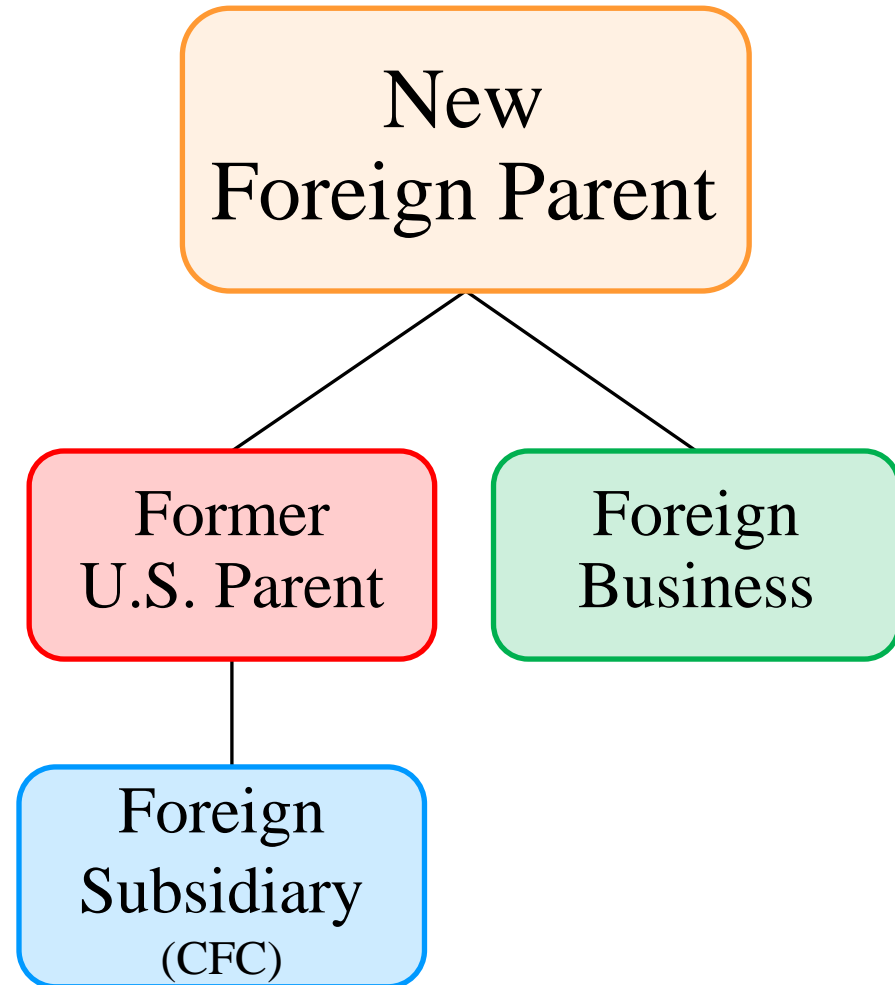 New
Foreign Parent
Former
U.S. Parent
Foreign
Business
Foreign
Subsidiary
(CFC)